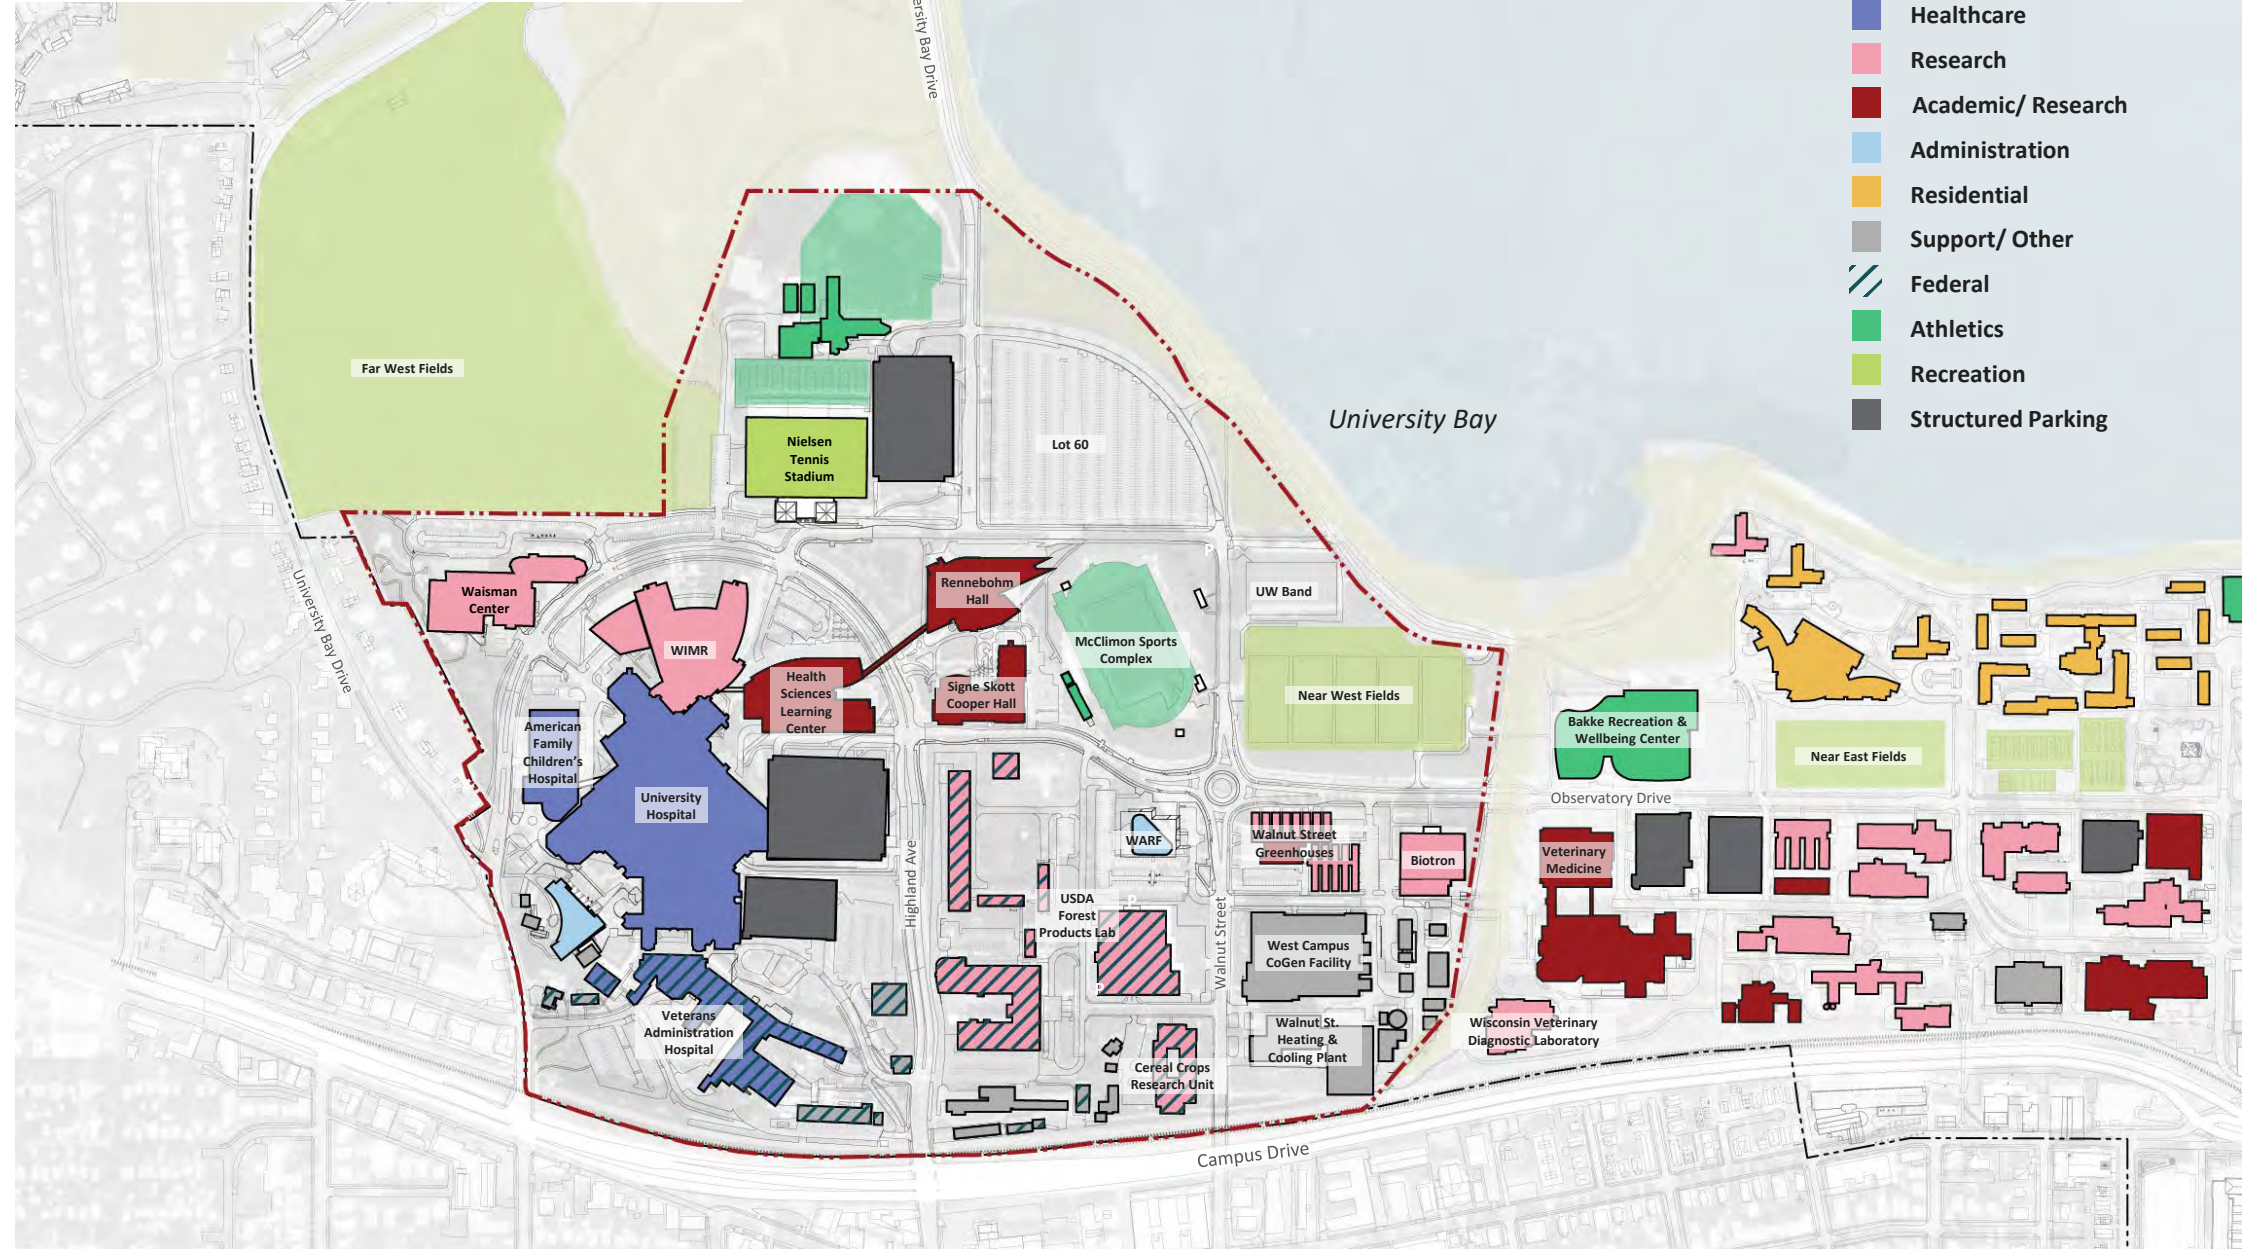 ersity Bay Drive
Healthcare
Research
Academic/ Research
Administration
Residential
Support/ Other
Federal
Athletics
Recreation
Structured Parking
Far West Fields
Nielsen
Tennis
Stadium
Lot 60
University Bay
P
Waisman
Center
Rennebohm
Hall
UW Band
University Bay Drive
WIMR
McClimon Sports
Complex
Health
Sciences
Learning
Center
Signe Skott
Cooper Hall
Near West Fields
American
Family
Children's
Hospital
Bakke Recreation &
Wellbeing Center
Near East Fields
University
Hospital
Observatory Drive
WARF
Walnut Street
Greenhouses
Biotron
Veterinary
Medicine
Highland Ave
USDA
Forest
Products Lab
P
P
Walnut Street
West Campus
CoGen Facility
Veterans
Administration
Hospital
Walnut St.
Heating &
Cooling Plant
Wisconsin Veterinary
Diagnostic Laboratory
Cereal Crops
Research Unit
Campus Drive